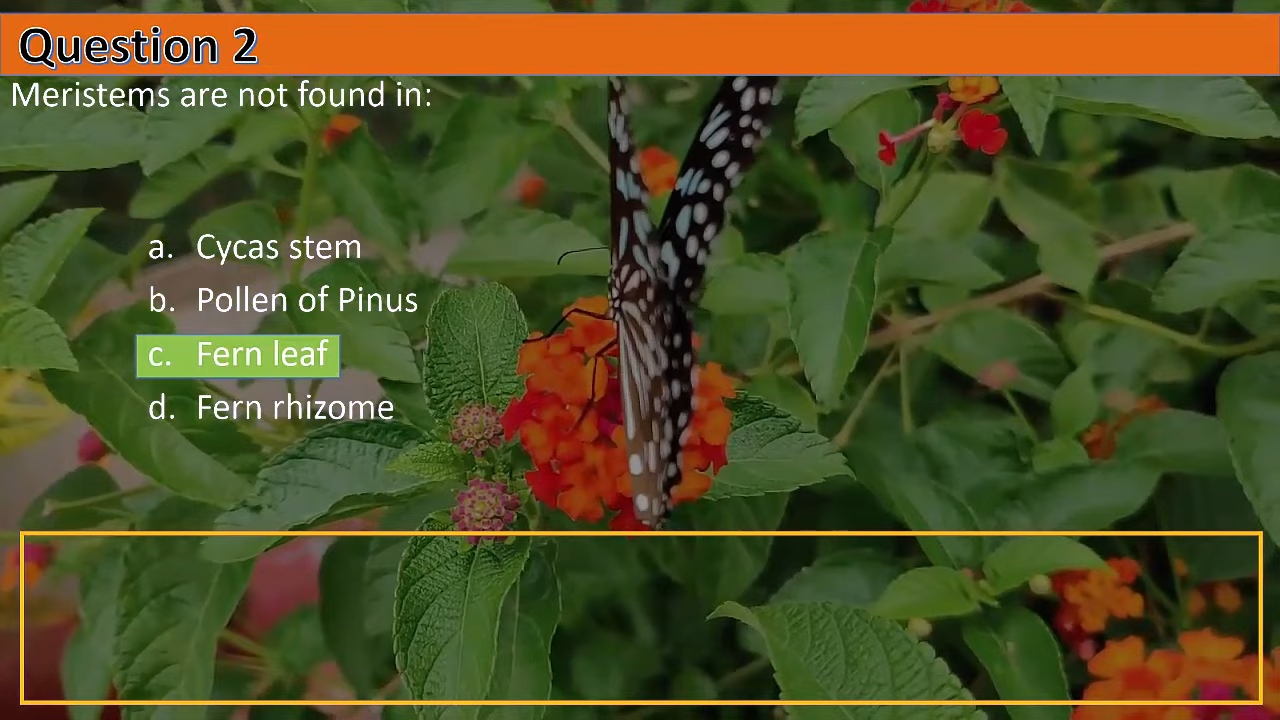 Question 2
Meristems are not found in:
a. Cycas stem
b. Pollen of Pinus
c. Fern leaf
d. Fern rhizome